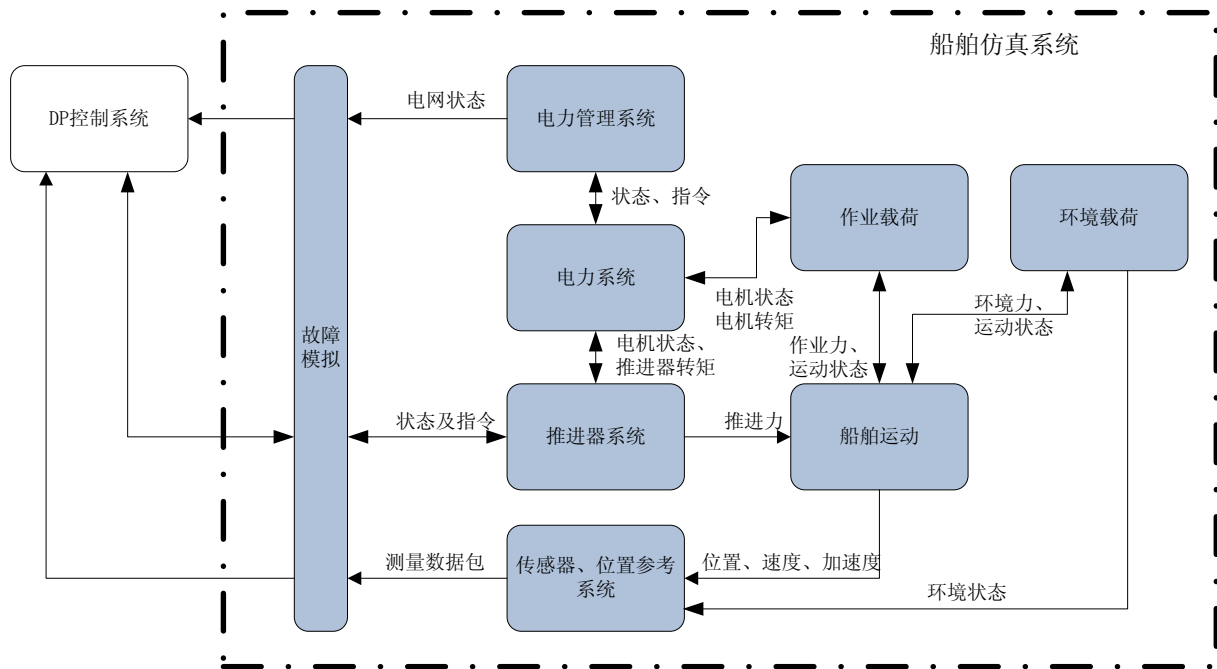 船舶仿真系统
DP控制系统
电网状态
电力管理系统
状态、指令
作业载荷
环境载荷
电力系统
电机状态
电机转矩
环境力、
运动状态
故障
模拟
电机状态、
推进器转矩
作业力、
运动状态
状态及指令
推进器系统
推进力
船舶运动
测量数据包
传感器、位置参考
系统
位置、速度、加速度
环境状态